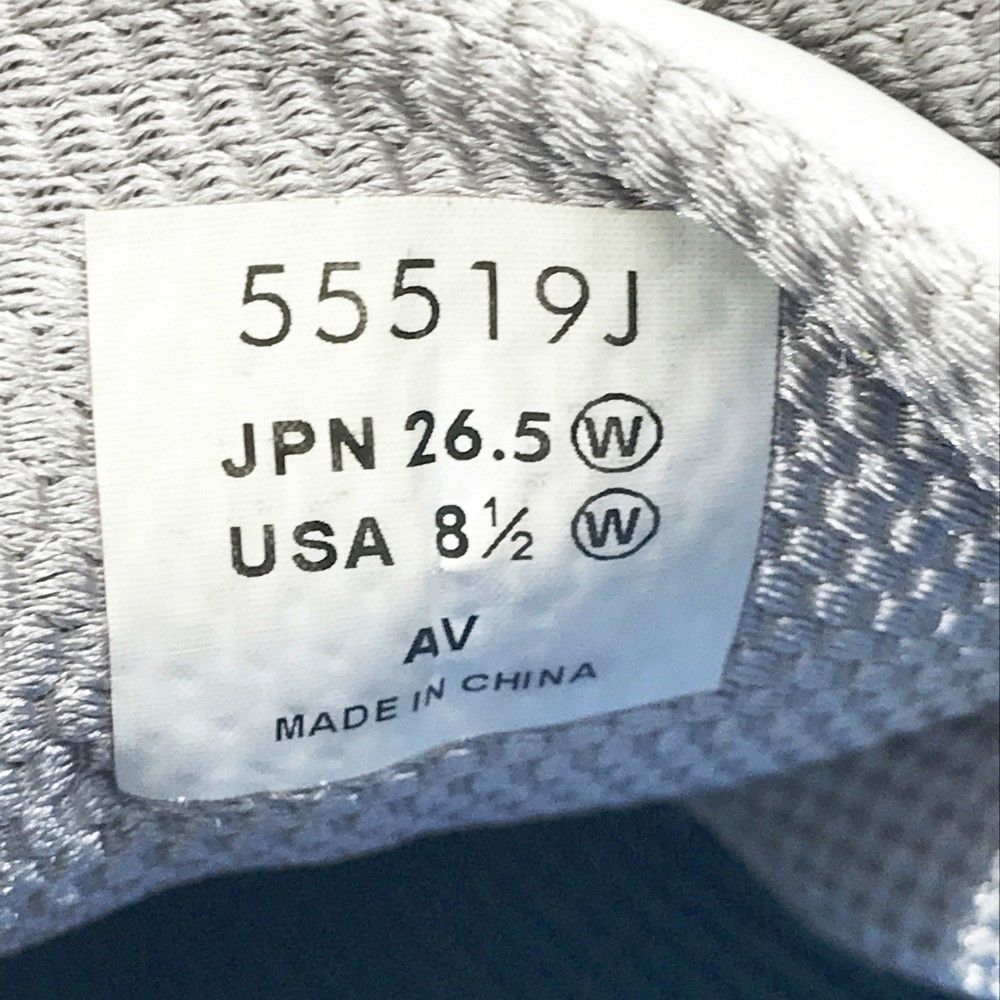 55519J
JPN 26.5 Ⓦ
USA 8½ Ⓦ
AV
MADE IN CHINA